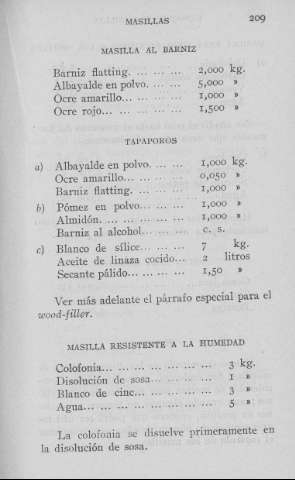 MASILLAS 209
MASILLA AL BARNIZ
Barniz flatting. ... ... ... 2,000 kg.
Albayalde en polvo. ... ... 5,000 »
Ocre amarillo... ... ... ... 1,000 »
Ocre rojo... ... ... ... ... 1,500 »
TAPAPOROS
a) Albayalde en polvo. ... ... 1,000 kg.
Ocre amarillo... ... ... ... 0,050 »
Barniz flatting. ... ... ... 1,000 »
b) Pómez en polvo... ... ... 1,000 »
Almidón. ... ... ... ... ... 1,000 »
Barniz al alcohol... ... ... c. s.
c) Blanco de sílice... ... ... 7 kg.
Aceite de linaza cocido... ... 2 litros
Secante pálido... ... ... ... 1,50 »
Ver más adelante el párrafo especial para el
wood-filler.
MASILLA RESISTENTE A LA HUMEDAD
Colofonia... ... ... ... ... ... ... 3 kg.
Disolución de sosa... ... ... ... 1 »
Blanco de cinc... ... ... ... ... 3 »
Agua... ... ... ... ... ... ... ... 5 »
La colofonia se disuelve primeramente en
la disolución de sosa.